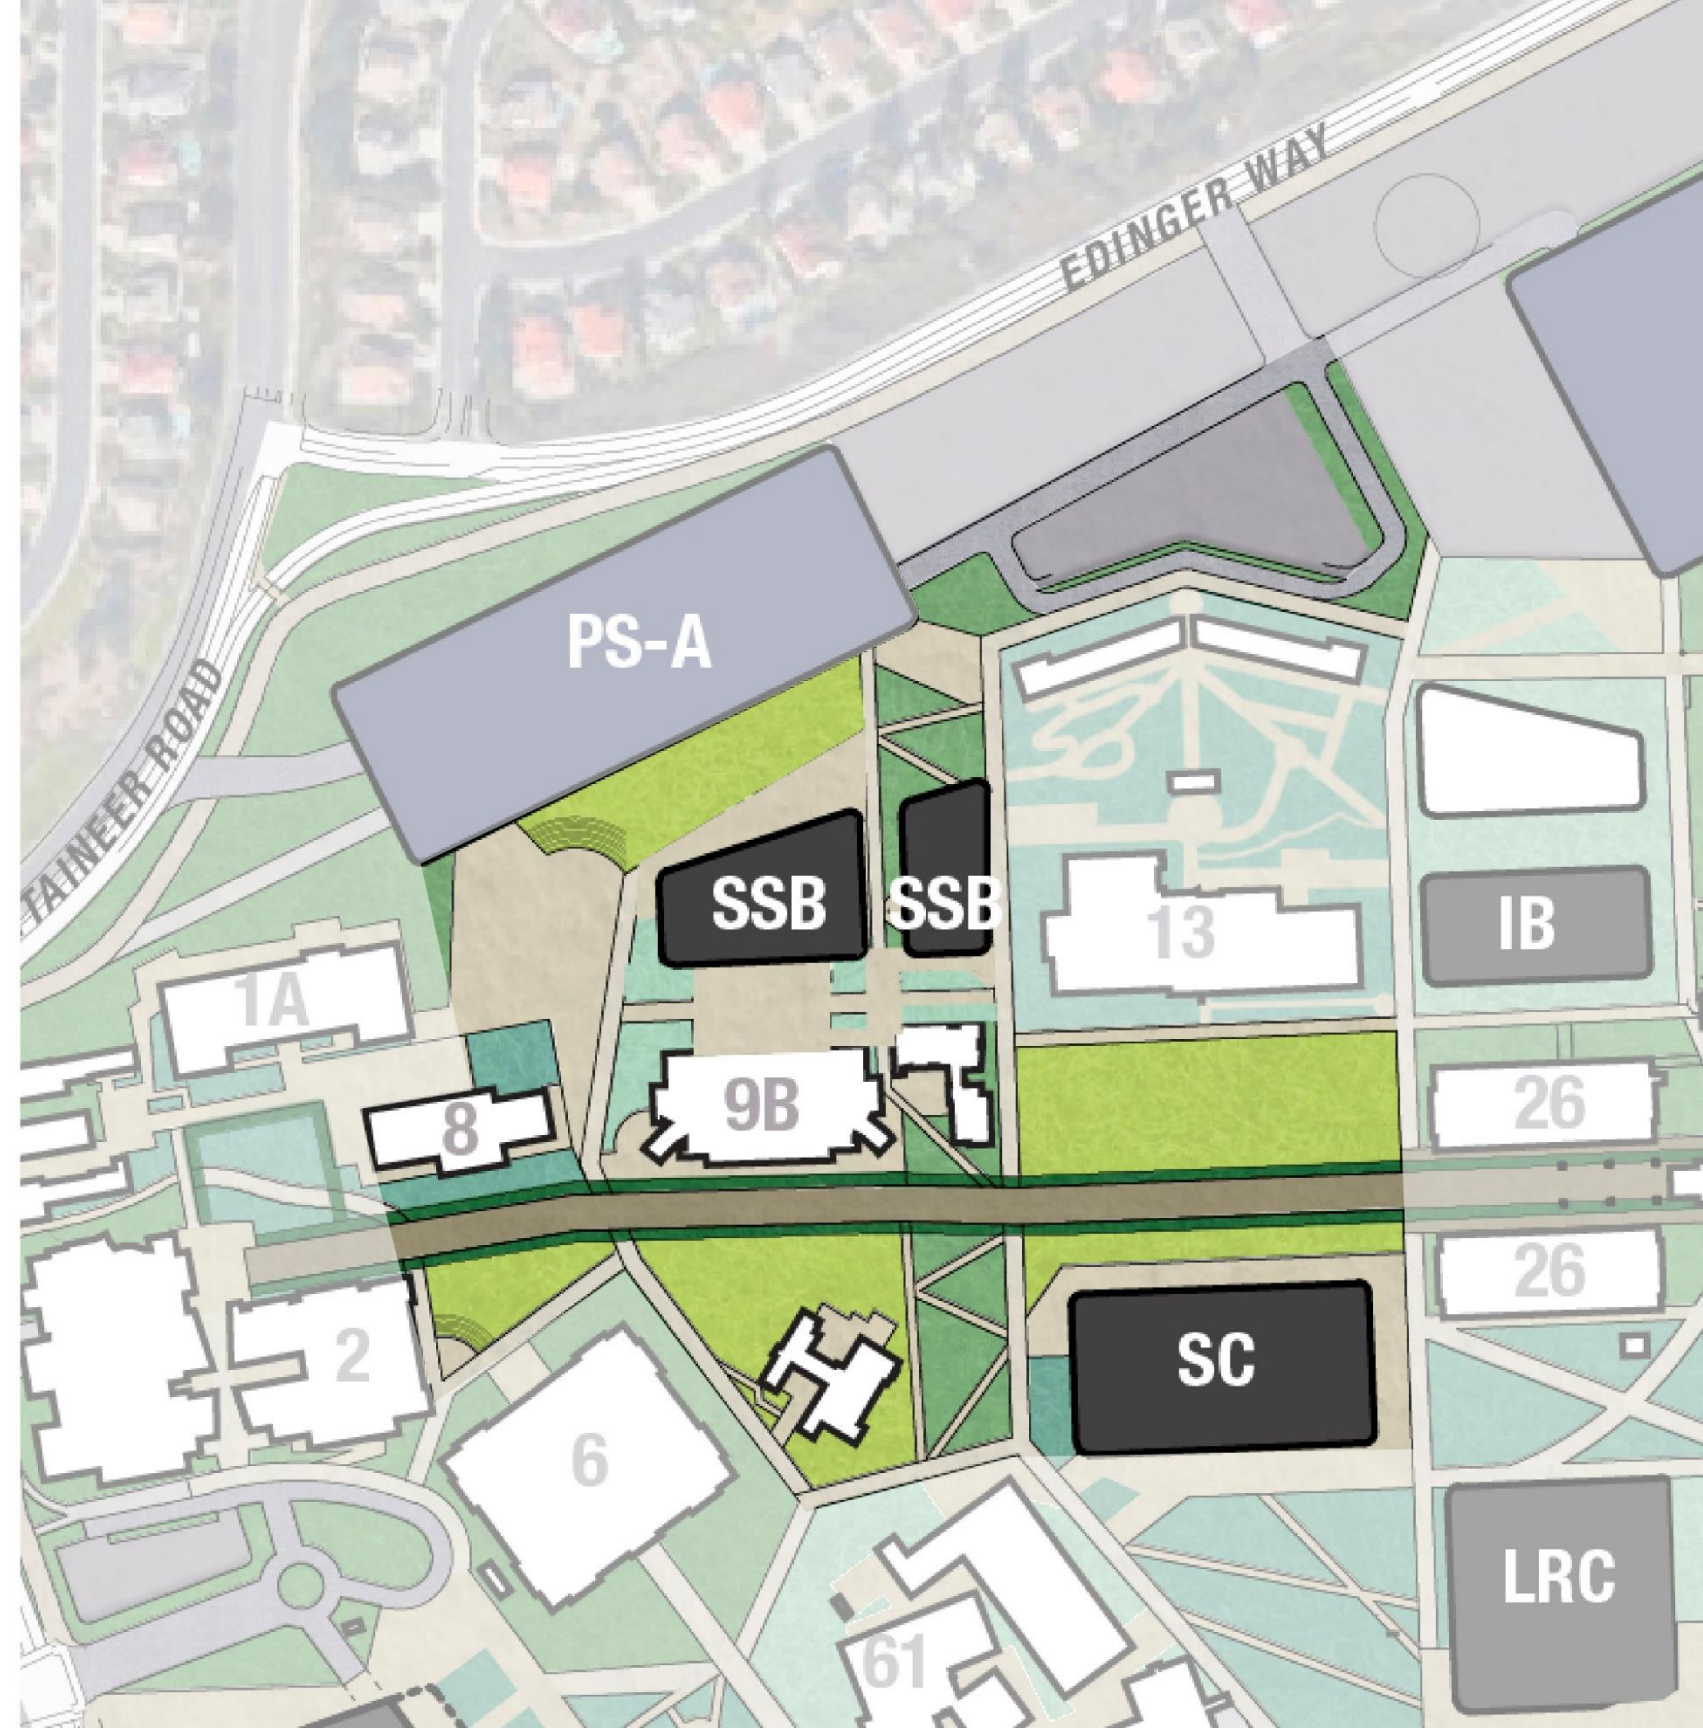 EDINGER WAY
PS-A
TAINEER ROAD
SSB
SSB
13
IB
1A
8
9B
26
26
2
SC
6
LRC
61